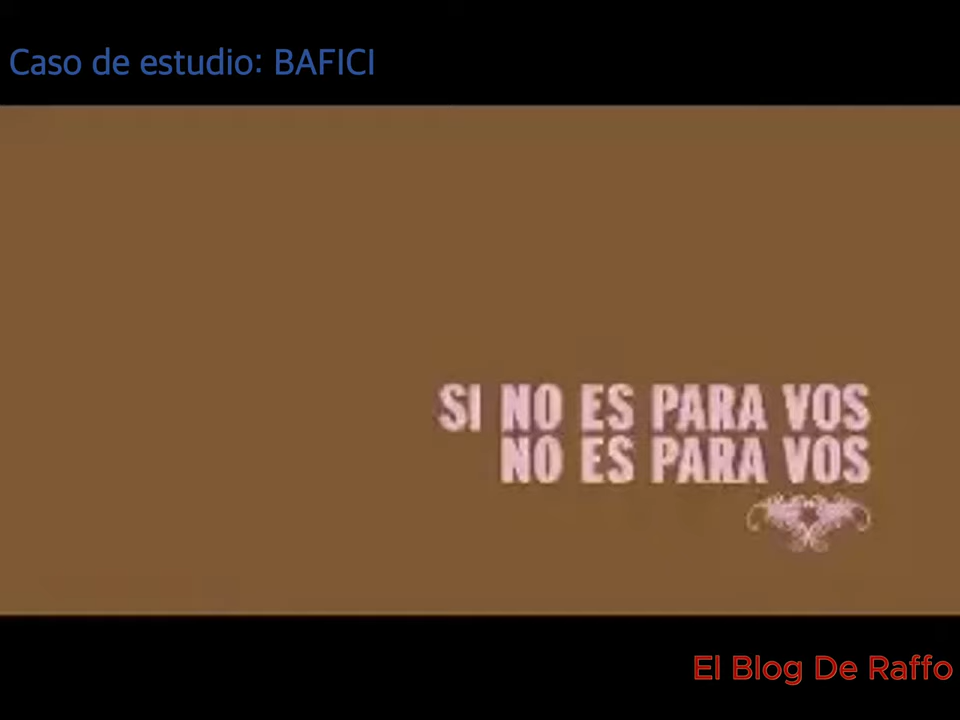 Caso de estudio: BAFICI
SI NO ES PARA VOS
NO ES PARA VOS
El Blog De Raffo